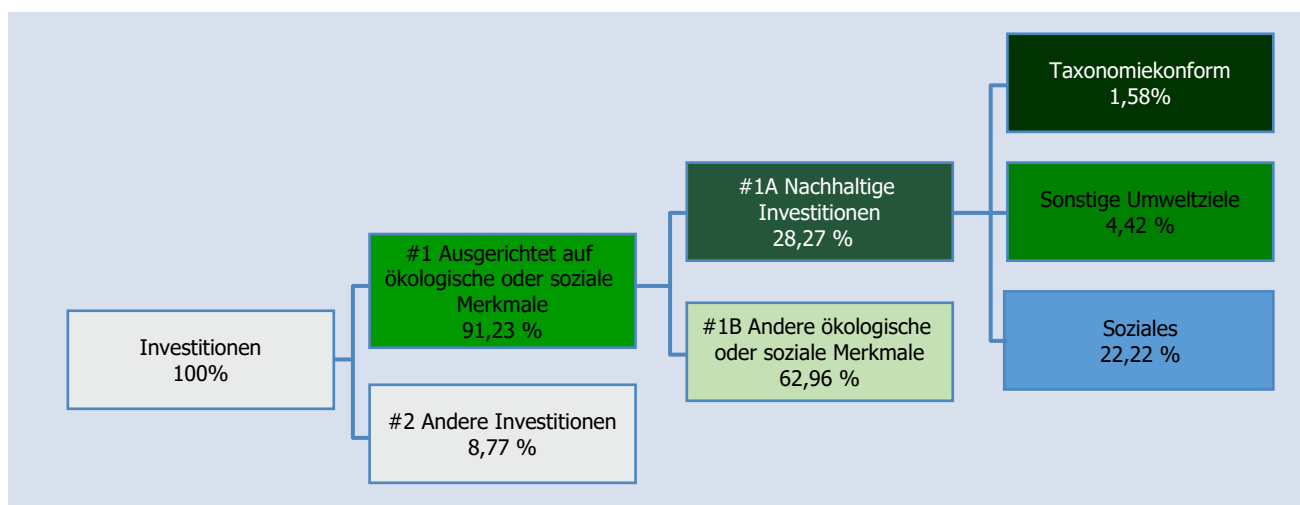 Investitionen
100%
#1 Ausgerichtet auf
ökologische oder soziale
Merkmale
91,23 %
#2 Andere Investitionen
8,77 %
#1A Nachhaltige
Investitionen
28,27 %
#1B Andere ökologische
oder soziale Merkmale
62,96 %
Taxonomiekonform
1,58%
Sonstige Umweltziele
4,42 %
Soziales
22,22 %